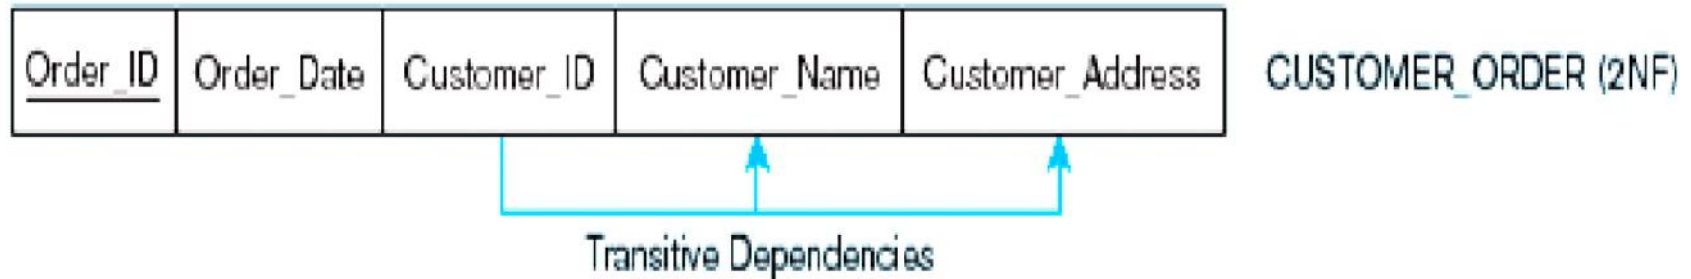 Order_ID Order_Date Customer_ID Customer_Name Customer_Address CUSTOMER_ORDER (2NF)
Transitive Dependencies